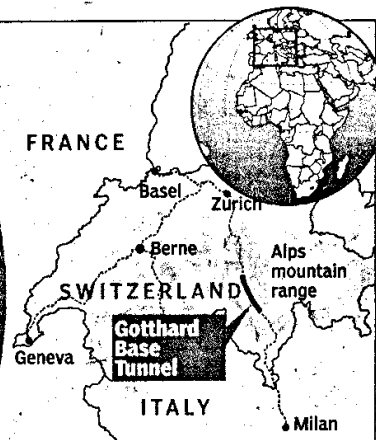 FRANCE
Basel
Zurich
Berne
Alps
mountain
range
SWITZERLAND
Gotthard
Base
Tunnel
Geneva
ITALY
Milan